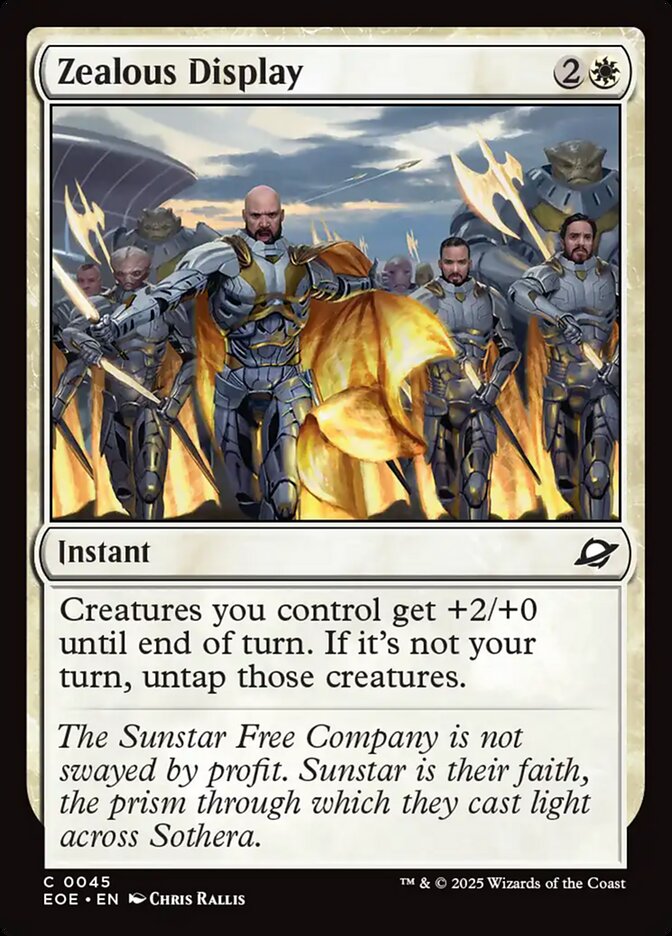 Zealous Display 2
Instant
Creatures you control get +2/+0
until end of turn. If it's not your
turn, untap those creatures.
The Sunstar Free Company is not
swayed by profit. Sunstar is their faith,
the prism through which they cast light
across Sothera.
C 0045
EOE • EN Chris Rallis
™ & © 2025 Wizards of the Coast